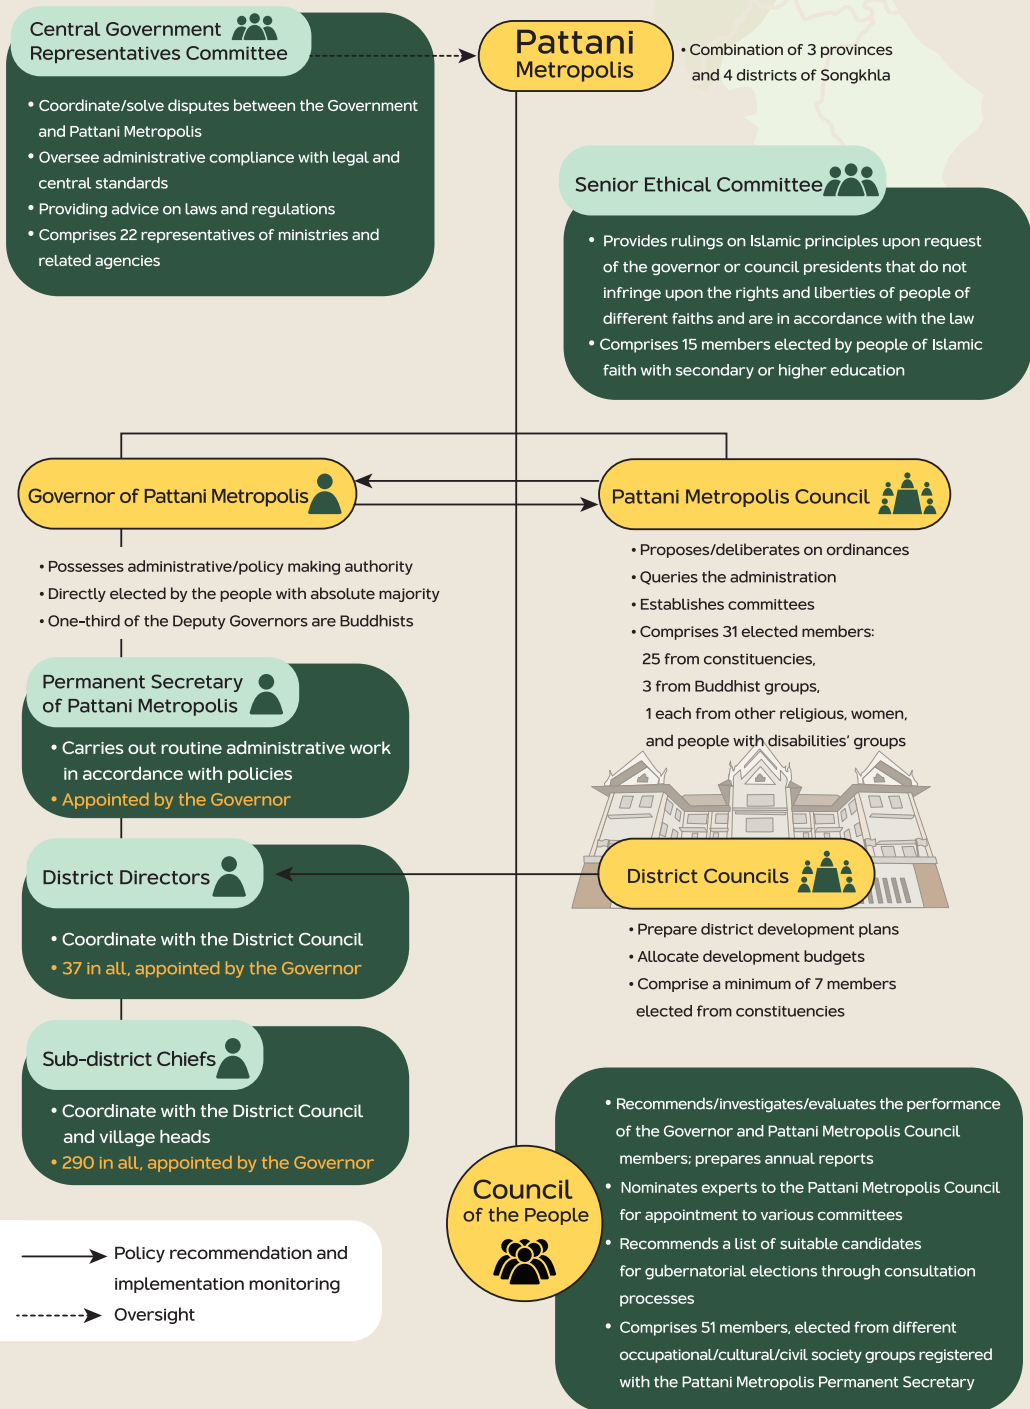 Central Government
Representatives Committee
• Coordinate/solve disputes between the Government
and Pattani Metropolis
• Oversee administrative compliance with legal and
central standards
• Providing advice on laws and regulations
• Comprises 22 representatives of ministries and
related agencies
Pattani
Metropolis
• Combination of 3 provinces
and 4 districts of Songkhla
Senior Ethical Committee
• Provides rulings on Islamic principles upon request
of the governor or council presidents that do not
infringe upon the rights and liberties of people of
different faiths and are in accordance with the law
• Comprises 15 members elected by people of Islamic
faith with secondary or higher education
Governor of Pattani Metropolis
• Possesses administrative/policy making authority
• Directly elected by the people with absolute majority
• One-third of the Deputy Governors are Buddhists
Pattani Metropolis Council
• Proposes/deliberates on ordinances
• Queries the administration
• Establishes committees
• Comprises 31 elected members:
25 from constituencies,
3 from Buddhist groups,
1 each from other religious, women,
and people with disabilities' groups
Permanent Secretary
of Pattani Metropolis
• Carries out routine administrative work
in accordance with policies
• Appointed by the Governor
District Directors
• Coordinate with the District Council
• 37 in all, appointed by the Governor
District Councils
• Prepare district development plans
• Allocate development budgets
• Comprise a minimum of 7 members
elected from constituencies
Sub-district Chiefs
• Coordinate with the District Council
and village heads
• 290 in all, appointed by the Governor
Council
of the People
• Recommends/investigates/evaluates the performance
of the Governor and Pattani Metropolis Council
members; prepares annual reports
• Nominates experts to the Pattani Metropolis Council
for appointment to various committees
• Recommends a list of suitable candidates
for gubernatorial elections through consultation
processes
• Comprises 51 members, elected from different
occupational/cultural/civil society groups registered
with the Pattani Metropolis Permanent Secretary
Policy recommendation and
implementation monitoring
Oversight